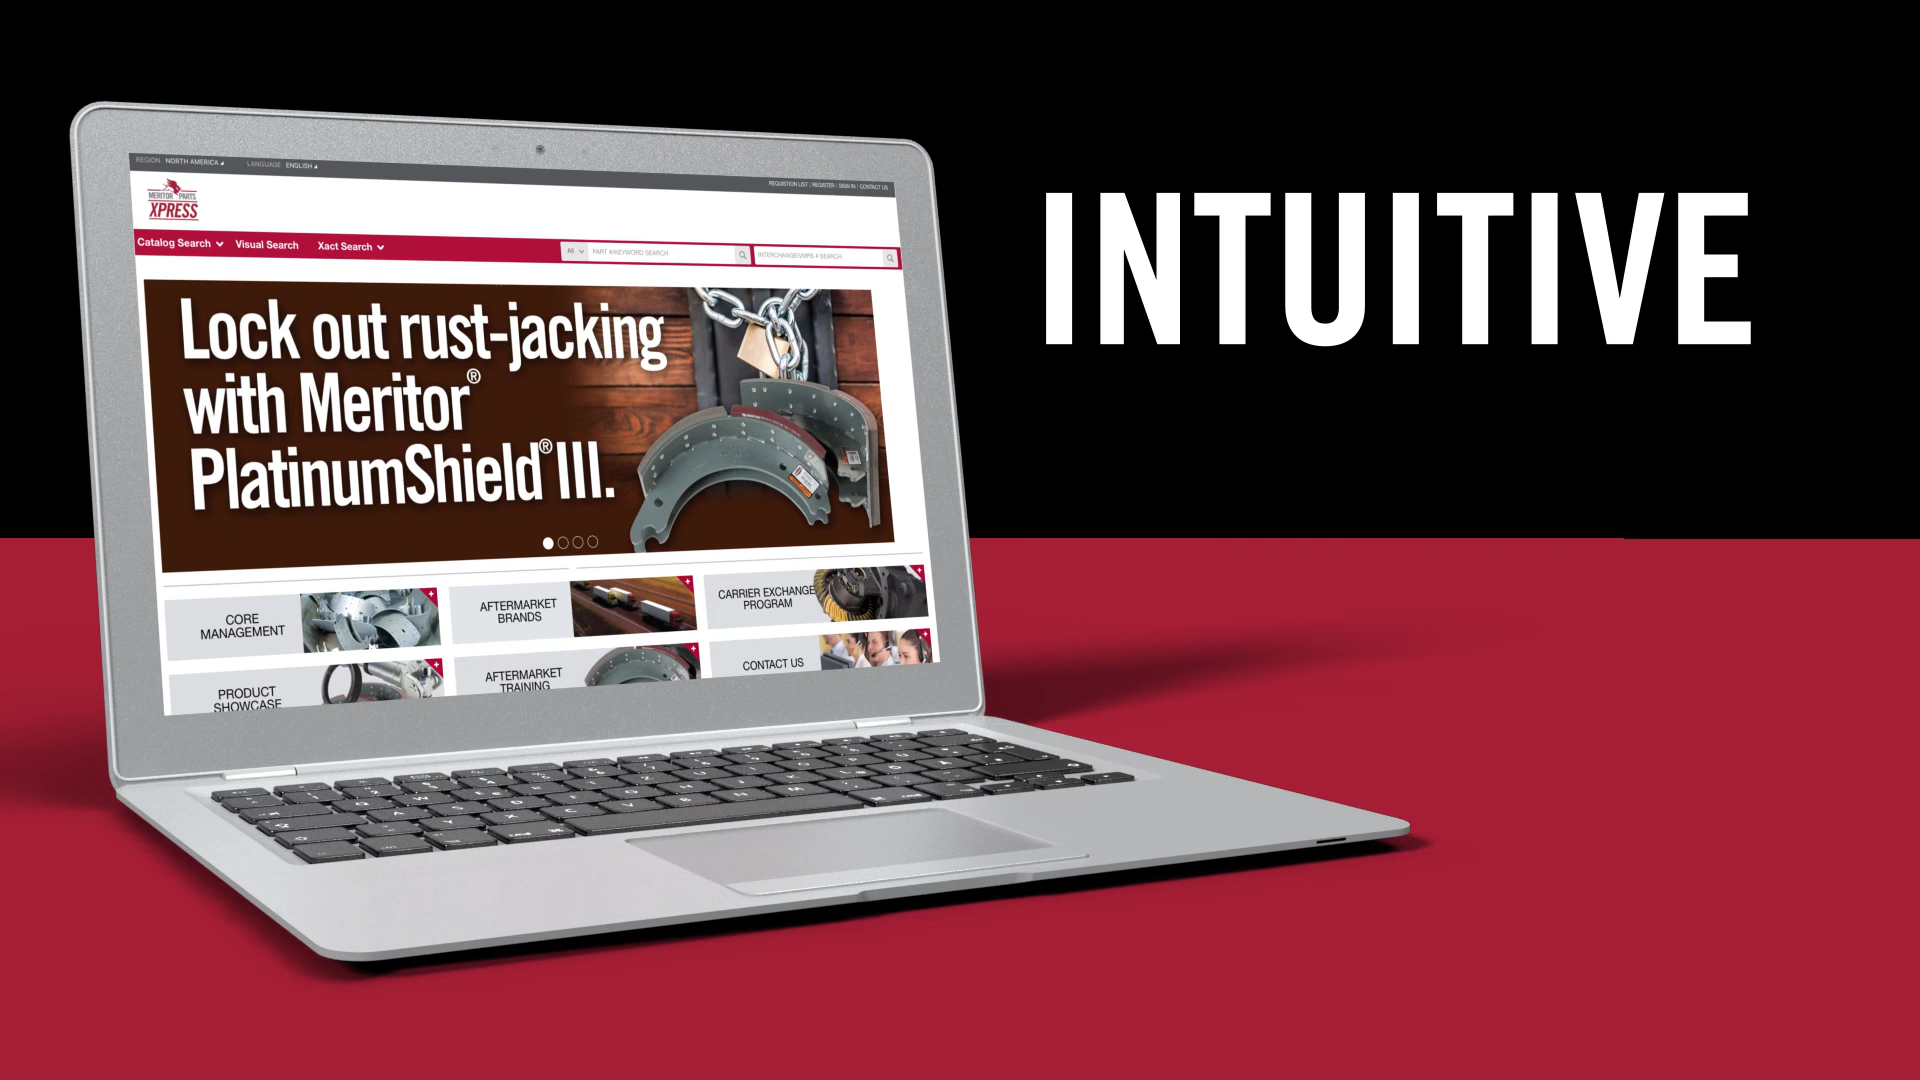 INTUITIVE
REGION NORTH AMERICA LANGUAGE ENGLISH
REQUISITION LIST | REGISTER | SIGN IN | CONTACT US
MERITOR PARTS
XPRESS
Catalog Search Visual Search Xact Search
All PART #/KEYWORD SEARCH INTERCHANGE/VMRS # SEARCH
Lock out rust-jacking
with Meritor®
PlatinumShield® III.
CORE
MANAGEMENT
AFTERMARKET
BRANDS
CARRIER EXCHANGE
PROGRAM
PRODUCT
SHOWCASE
AFTERMARKET
TRAINING
CONTACT US